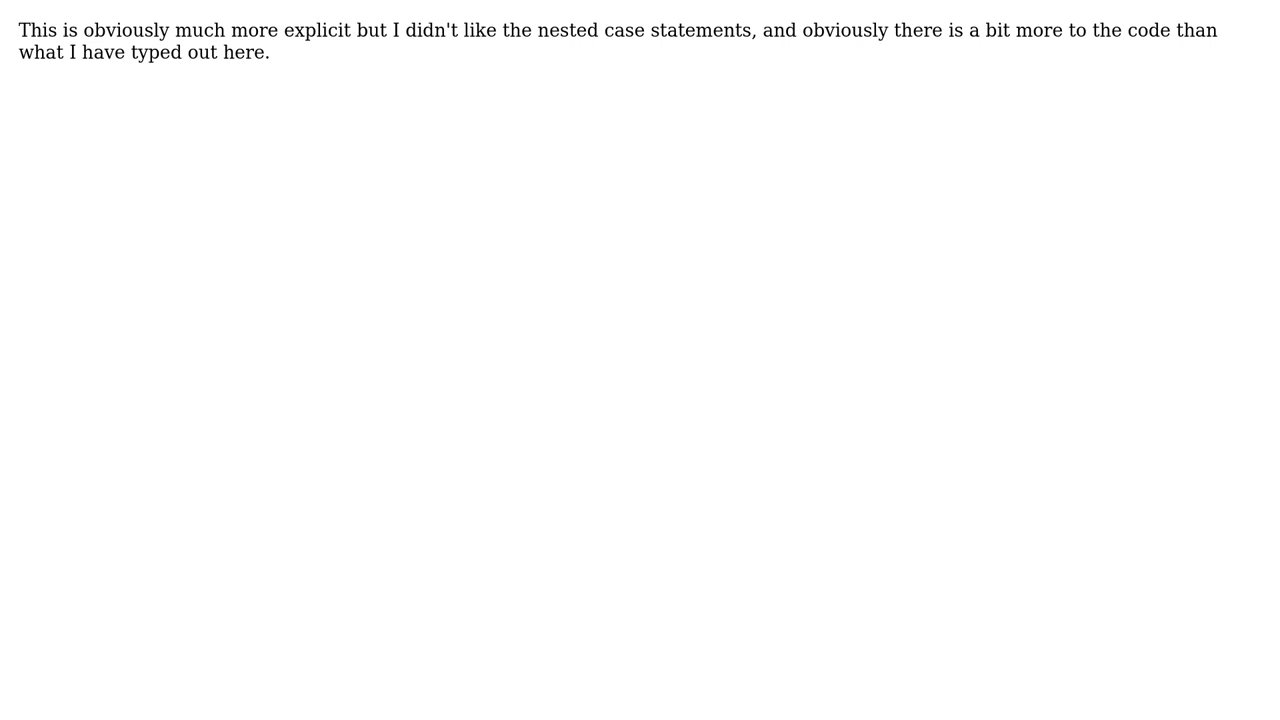 This is obviously much more explicit but I didn't like the nested case statements, and obviously there is a bit more to the code than
what I have typed out here.